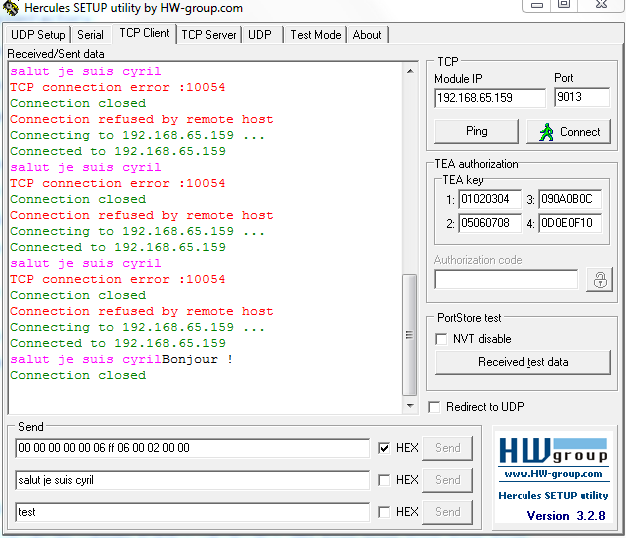 Hercules SETUP utility by HW-group.com
UDP Setup Serial TCP Client TCP Server UDP Test Mode About
Received/Sent data
salut je suis cyril
TCP connection error :10054
Connection closed
Connection refused by remote host
Connecting to 192.168.65.159 ...
Connected to 192.168.65.159
salut je suis cyril
TCP connection error :10054
Connection closed
Connection refused by remote host
Connecting to 192.168.65.159 ...
Connected to 192.168.65.159
salut je suis cyril
TCP connection error :10054
Connection closed
Connection refused by remote host
Connecting to 192.168.65.159 ...
Connected to 192.168.65.159
salut je suis cyrilBonjour !
Connection closed
TCP
Module IP Port
192.168.65.159 9013
Ping Connect
TEA authorization
TEA key
1: 01020304 3: 090A0B0C
2: 05060708 4: 0D0E0F10
Authorization code
PortStore test
NVT disable
Received test data
Redirect to UDP
Send
00 00 00 00 00 06 ff 06 00 02 00 00 HEX Send
salut je suis cyril HEX Send
test HEX Send
HWgroup
www.HW-group.com
Hercules SETUP utility
Version 3.2.8